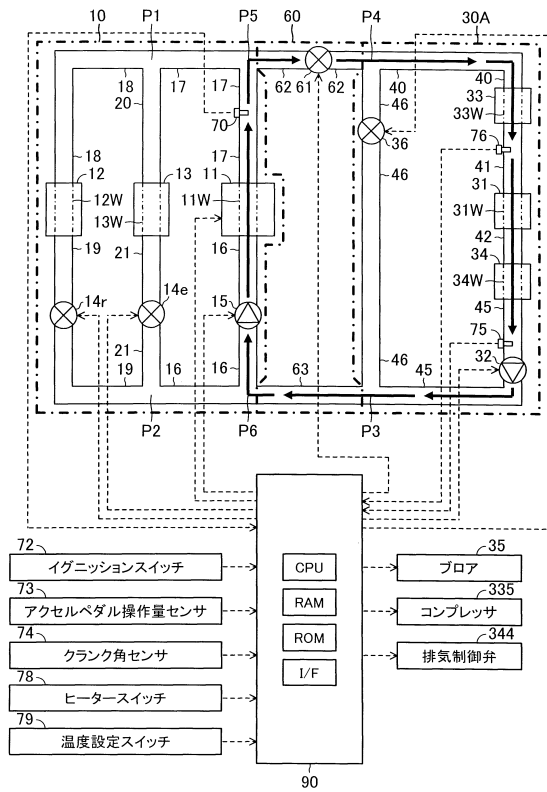 10 P1 P5 60 P4 30A
18 17 17 62 61 62 40 40
20 70 46 33
33W
18 36 76
17 46 41
12 13 11 31
12W 13W 11W 31W
19 21 16 42
34
34W
14r 14e 15 45
75
21 16 46 32
19 16 63 45
P2 P6 P3
72
イグニッションスイッチ
73
アクセルペダル操作量センサ
74
クランク角センサ
78
ヒータースイッチ
79
温度設定スイッチ
CPU
RAM
ROM
I/F
90
35
ブロア
335
コンプレッサ
344
排気制御弁